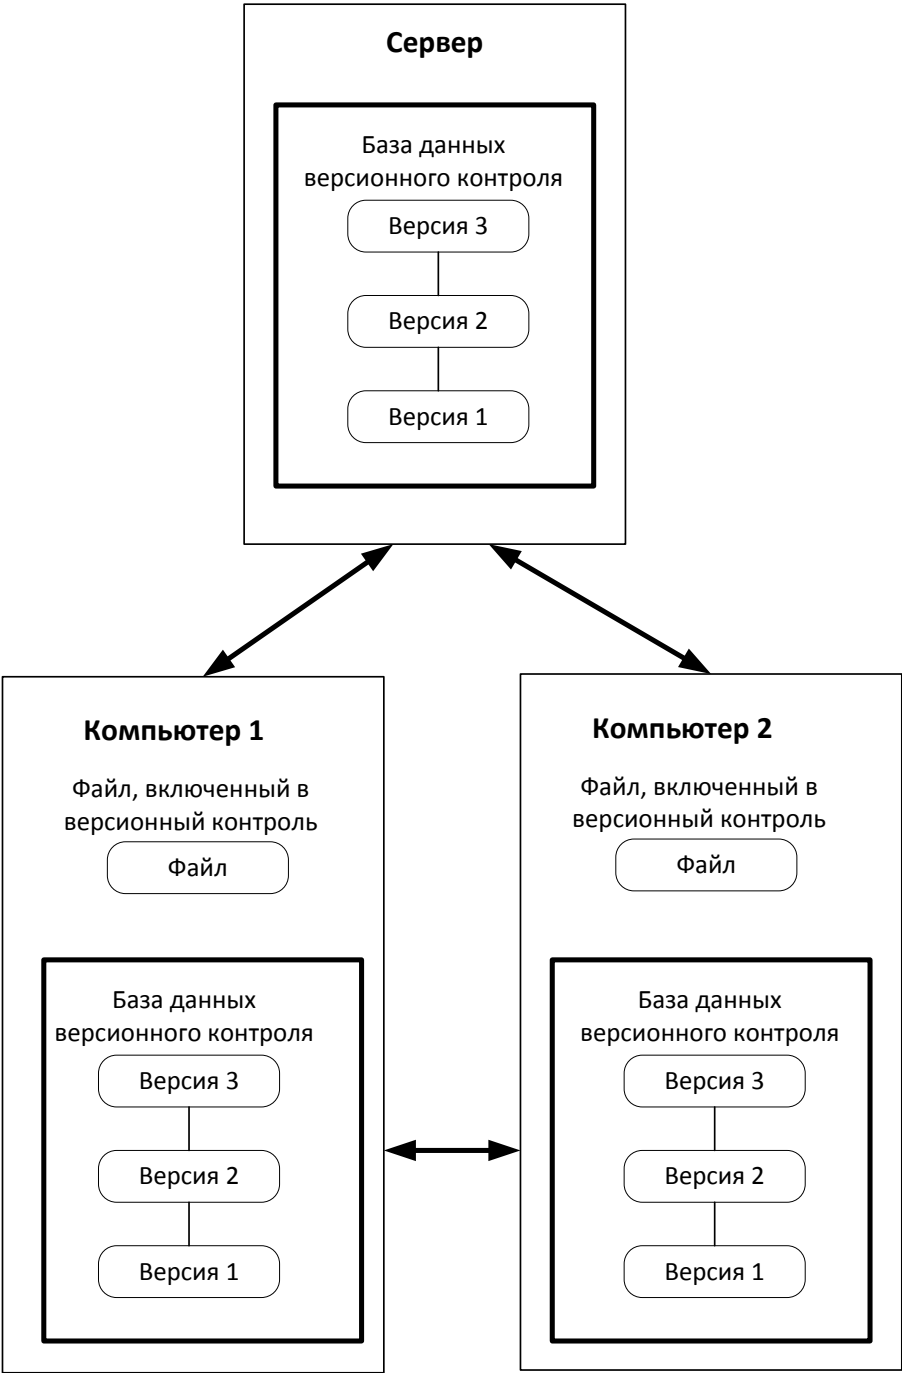 Сервер
База данных
версионного контроля
Версия 3
Версия 2
Версия 1
Компьютер 1
Файл, включенный в
версионный контроль
Файл
База данных
версионного контроля
Версия 3
Версия 2
Версия 1
Компьютер 2
Файл, включенный в
версионный контроль
Файл
База данных
версионного контроля
Версия 3
Версия 2
Версия 1